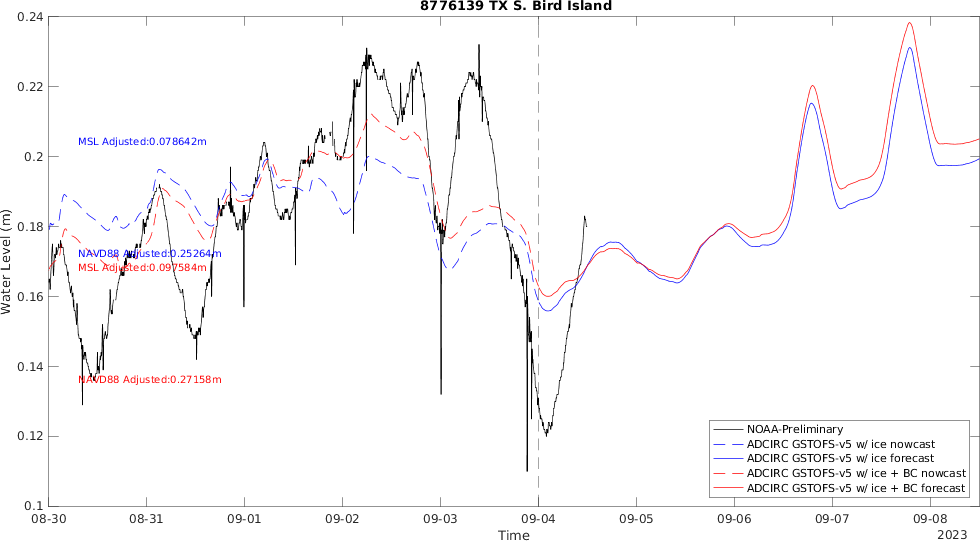 8776139 TX S. Bird Island
0.24
0.22
0.2
0.18
0.16
0.14
0.12
0.1
Water Level (m)
MSL Adjusted:0.078642m
NAVD88 Adjusted:0.25264m
MSL Adjusted:0.097584m
NAVD88 Adjusted:0.27158m
NOAA-Preliminary
ADCIRC GSTOFS-v5 w/ ice nowcast
ADCIRC GSTOFS-v5 w/ ice forecast
ADCIRC GSTOFS-v5 w/ ice + BC nowcast
ADCIRC GSTOFS-v5 w/ ice + BC forecast
08-30 08-31 09-01 09-02 09-03 09-04 09-05 09-06 09-07 09-08
Time
2023